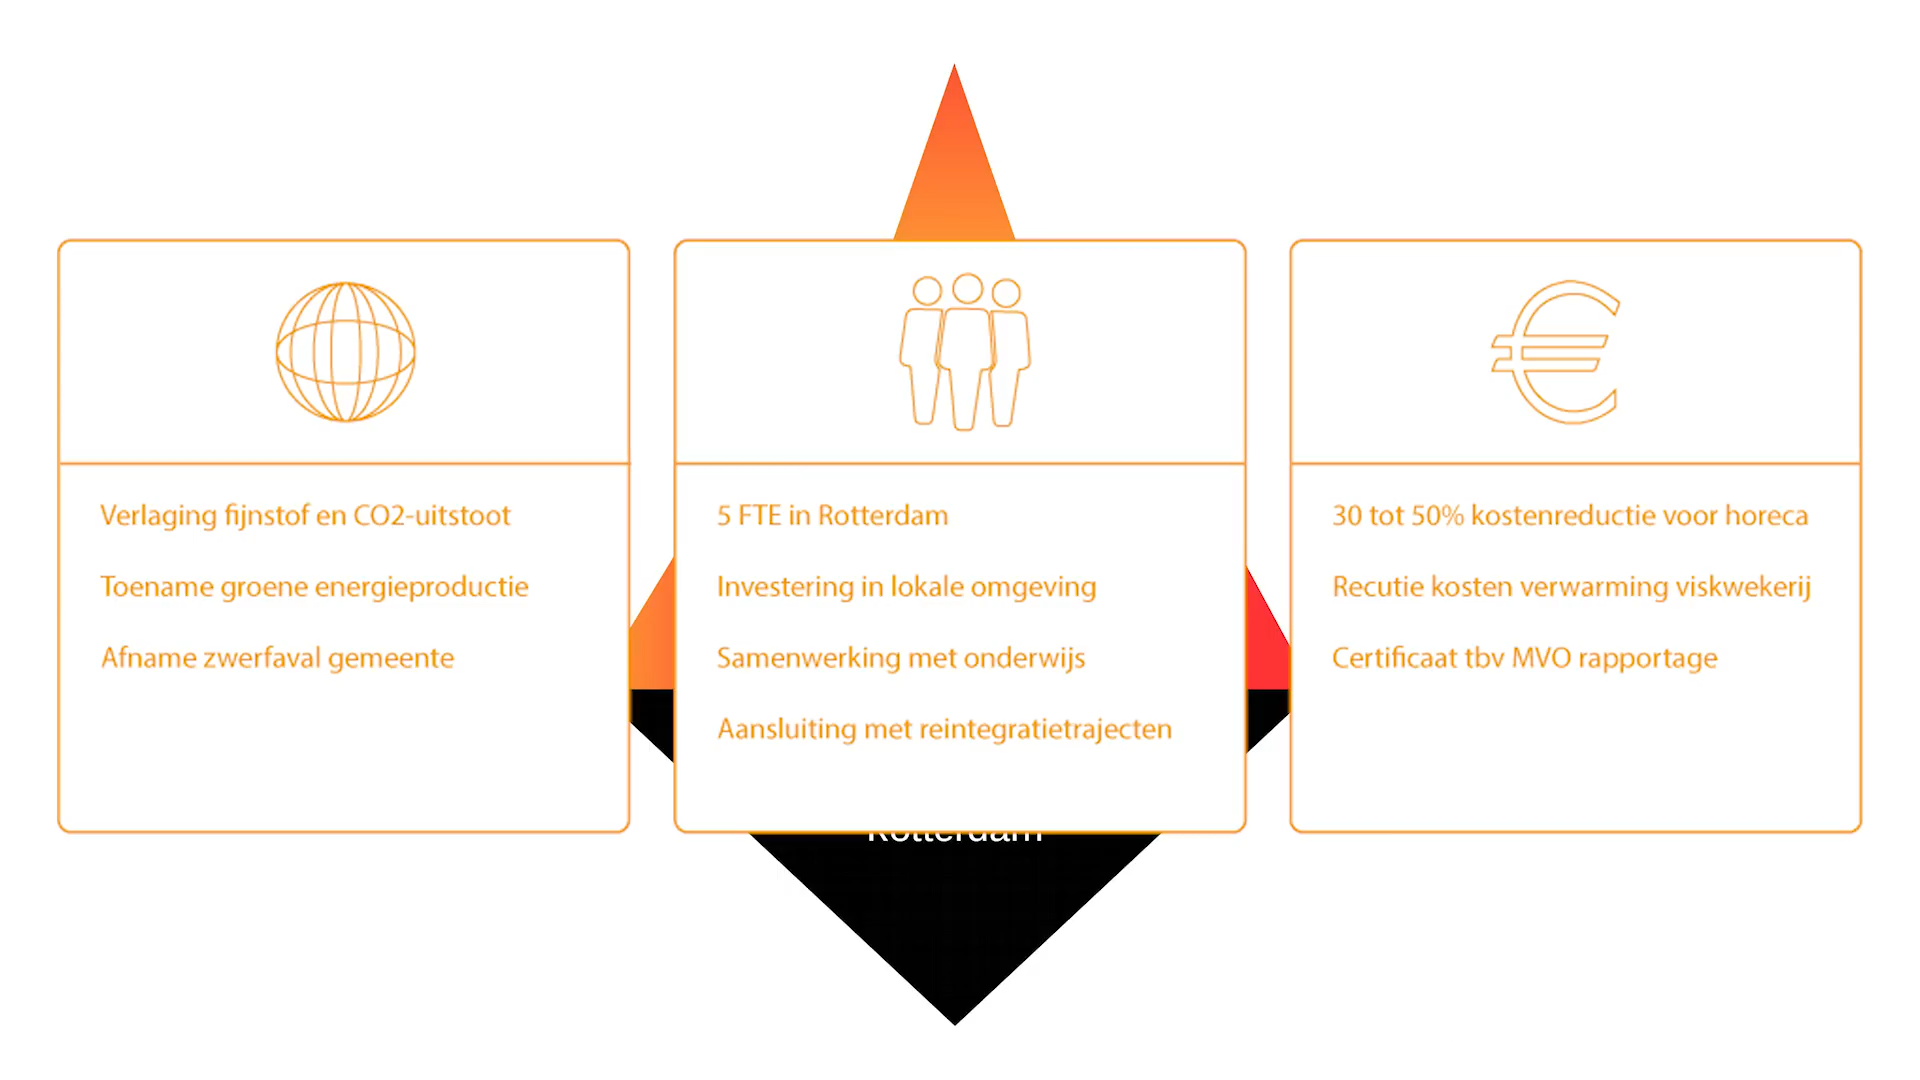 Verlaging fijnstof en CO2-uitstoot
Toename groene energieproductie
Afname zwerfaval gemeente
5 FTE in Rotterdam
Investering in lokale omgeving
Samenwerking met onderwijs
Aansluiting met reintegratietrajecten
30 tot 50% kostenreductie voor horeca
Recutie kosten verwarming viskwekerij
Certificaat tbv MVO rapportage
Rotterdam